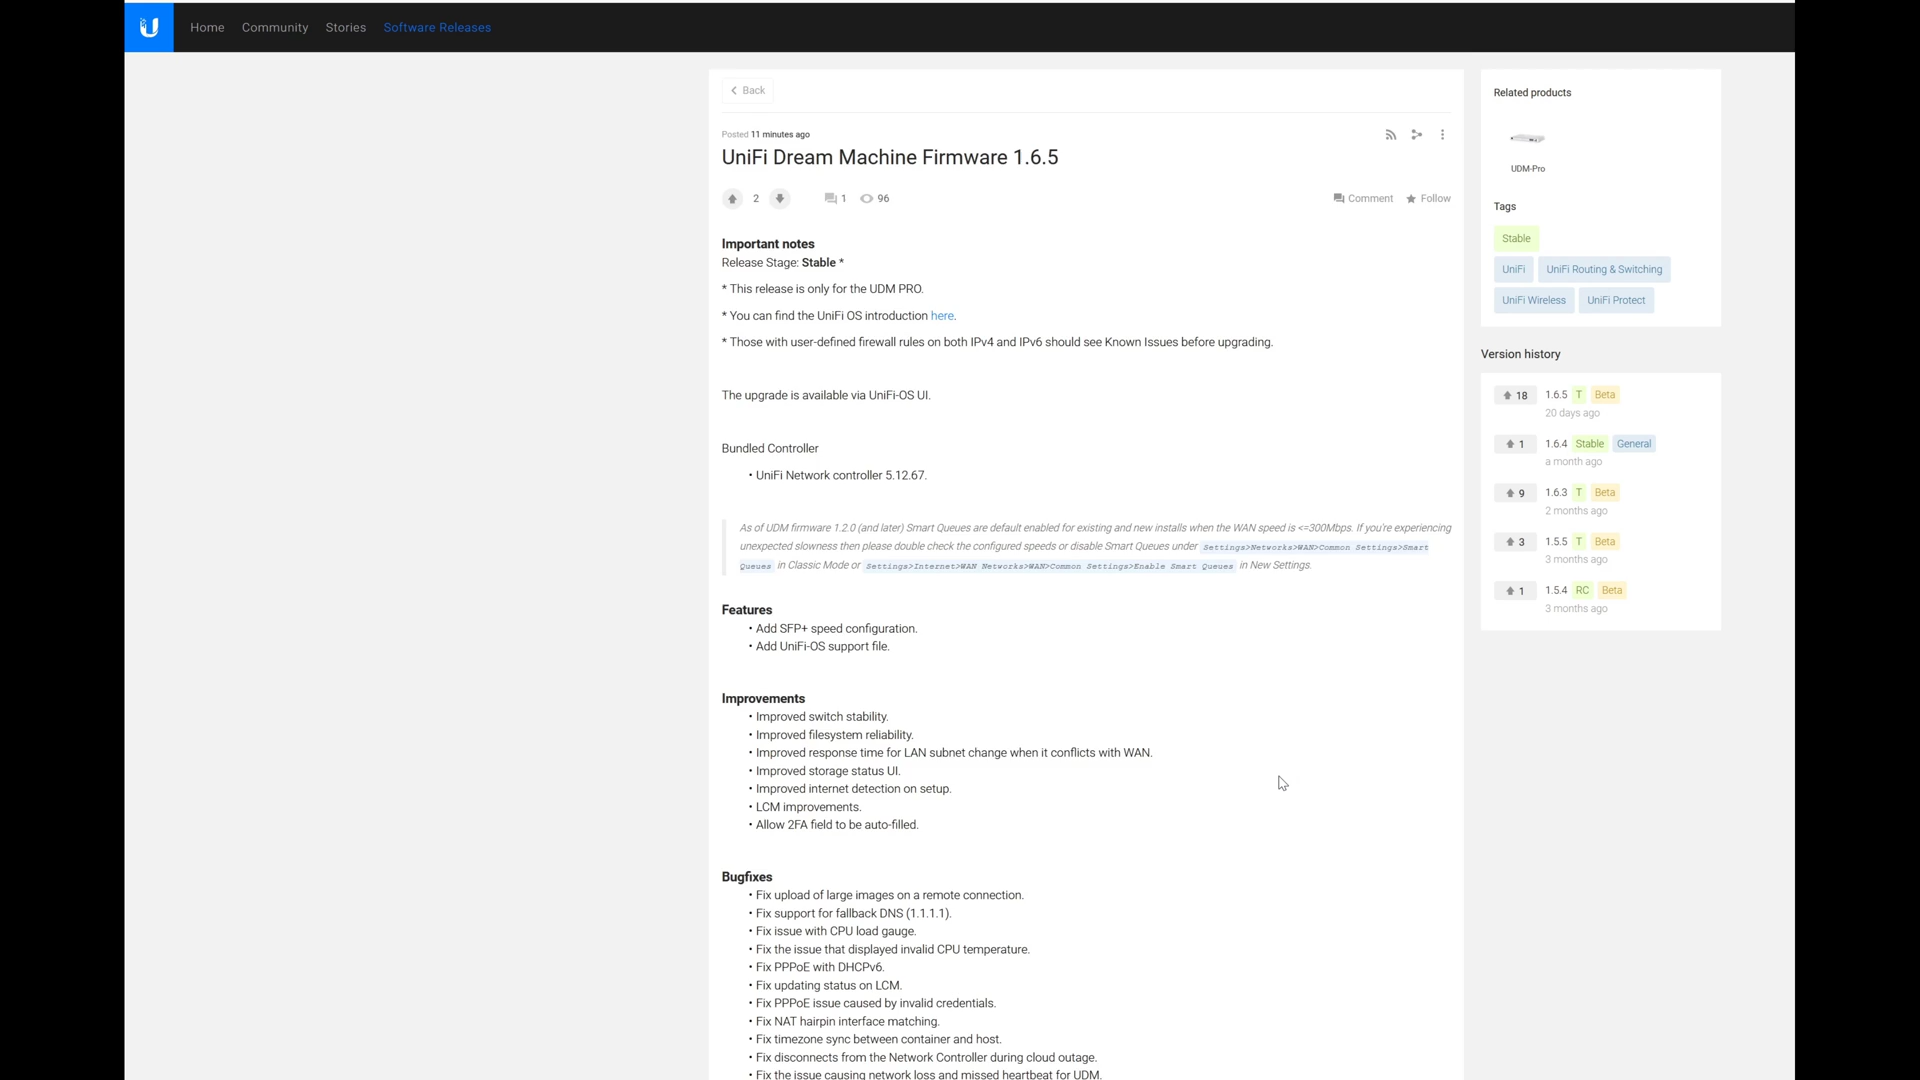 Home Community Stories Software Releases
Back
Posted 11 minutes ago
UniFi Dream Machine Firmware 1.6.5
2 1 96 Comment Follow
Important notes
Release Stage: Stable *
* This release is only for the UDM PRO.
* You can find the UniFi OS introduction here.
* Those with user-defined firewall rules on both IPv4 and IPv6 should see Known Issues before upgrading.
The upgrade is available via UniFi-OS UI.
Bundled Controller
• UniFi Network controller 5.12.67.
As of UDM firmware 1.2.0 (and later) Smart Queues are default enabled for existing and new installs when the WAN speed is <=300Mbps. If you're experiencing
unexpected slowness then please double check the configured speeds or disable Smart Queues under Settings>Networks>WAN>Common Settings>Smart
Queues in Classic Mode or Settings>Internet>WAN Networks>WAN>Common Settings>Enable Smart Queues in New Settings.
Features
• Add SFP+ speed configuration.
• Add UniFi-OS support file.
Improvements
• Improved switch stability.
• Improved filesystem reliability.
• Improved response time for LAN subnet change when it conflicts with WAN.
• Improved storage status UI.
• Improved internet detection on setup.
• LCM improvements.
• Allow 2FA field to be auto-filled.
Bugfixes
• Fix upload of large images on a remote connection.
• Fix support for fallback DNS (1.1.1.1).
• Fix issue with CPU load gauge.
• Fix the issue that displayed invalid CPU temperature.
• Fix PPPoE with DHCPv6.
• Fix updating status on LCM.
• Fix PPPoE issue caused by invalid credentials.
• Fix NAT hairpin interface matching.
• Fix timezone sync between container and host.
• Fix disconnects from the Network Controller during cloud outage.
• Fix the issue causing network loss and missed heartbeat for UDM.
Related products
UDM-Pro
Tags
Stable
UniFi UniFi Routing & Switching
UniFi Wireless UniFi Protect
Version history
18 1.6.5 T Beta
20 days ago
1 1.6.4 Stable General
a month ago
9 1.6.3 T Beta
2 months ago
3 1.5.5 T Beta
3 months ago
1 1.5.4 RC Beta
3 months ago